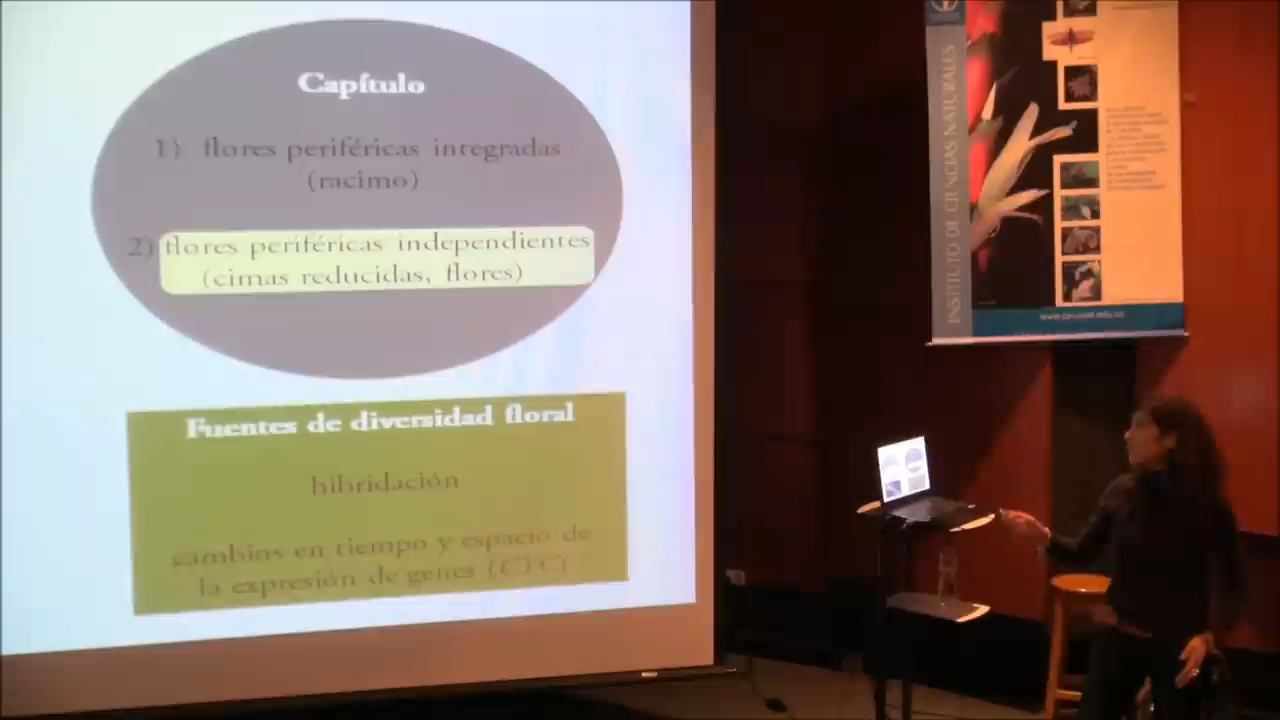 Capítulo
1) flores periféricas integradas
(racimo)
2) flores periféricas independientes
(cimas reducidas, flores)
Fuentes de diversidad floral
hibridación
cambios en tiempo y espacio de
la expresión de genes (CYC)
INSTITUTO DE CIENCIAS NATURALES